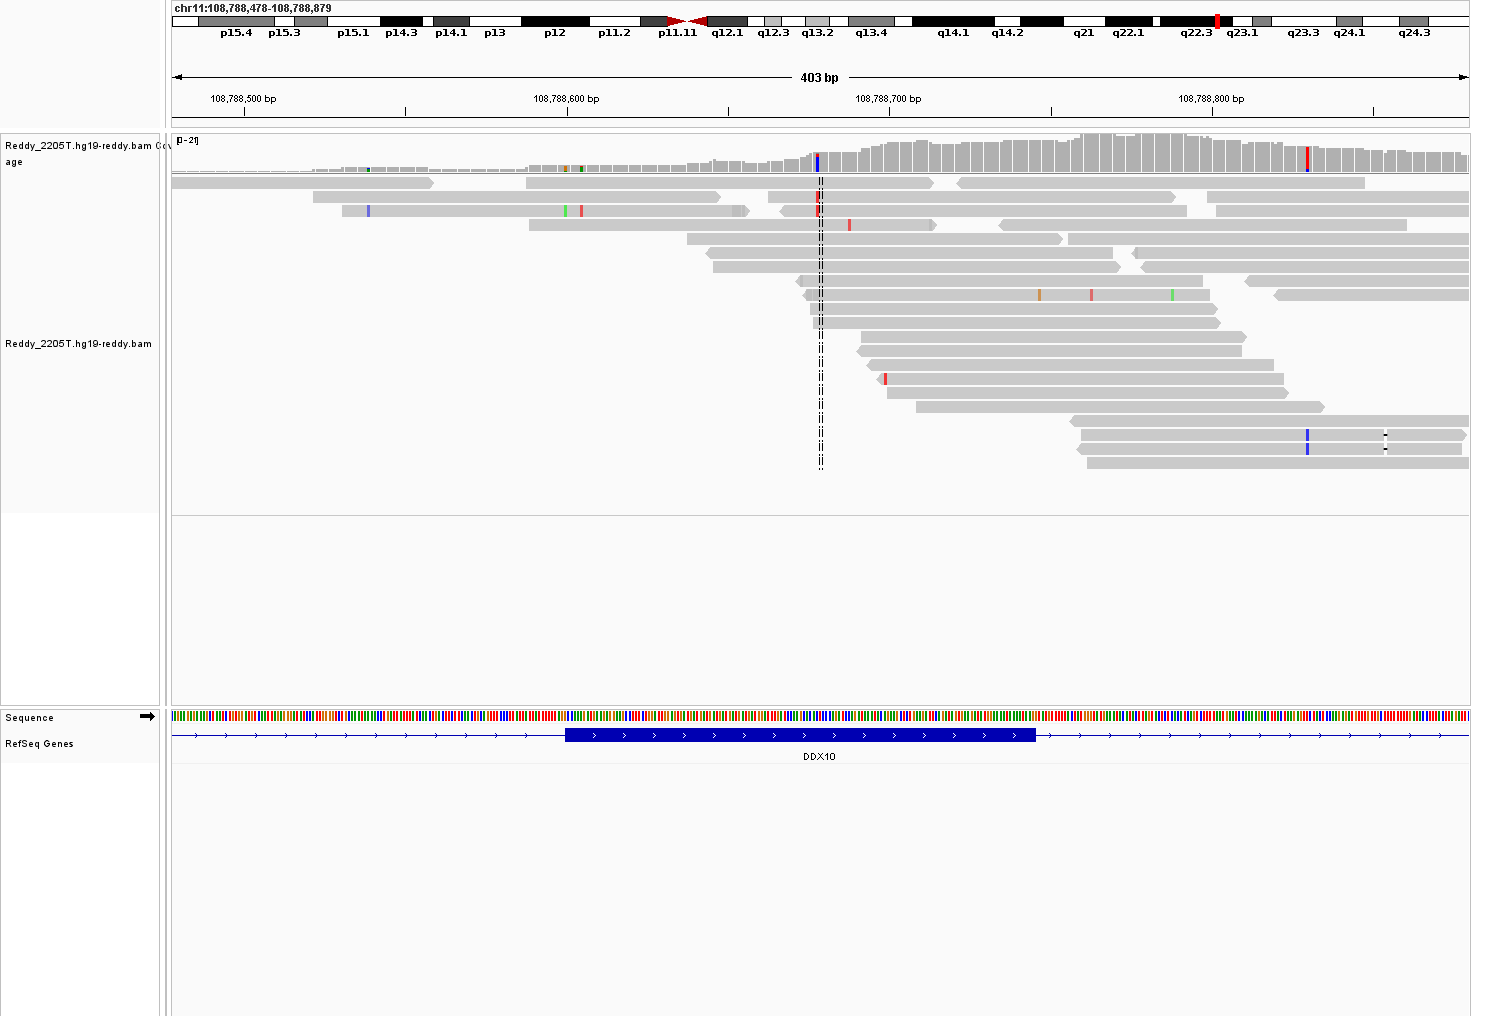 chr11:108,788,478-108,788,879
p15.4 p15.3 p15.1 p14.3 p14.1 p13 p12 p11.2 p11.11 q12.1 q12.3 q13.2 q13.4 q14.1 q14.2 q21 q22.1 q22.3 q23.1 q23.3 q24.1 q24.3
403 bp
108,788,500 bp 108,788,600 bp 108,788,700 bp 108,788,800 bp
Reddy_2205T.hg19-reddy.bam Cov
age
[0-21]
Reddy_2205T.hg19-reddy.bam
Sequence
RefSeq Genes
DDX10